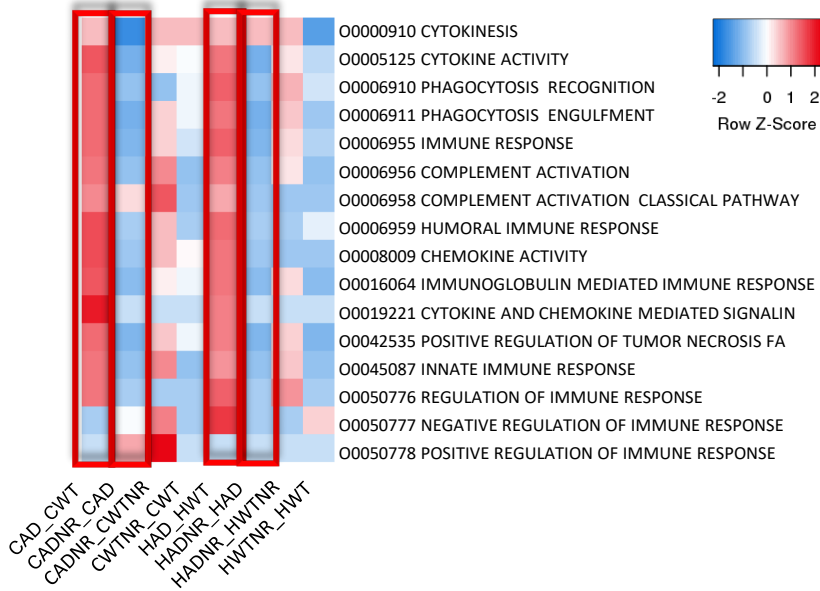 O0000910 CYTOKINESIS
O0005125 CYTOKINE ACTIVITY
O0006910 PHAGOCYTOSIS RECOGNITION
O0006911 PHAGOCYTOSIS ENGULFMENT
O0006955 IMMUNE RESPONSE
O0006956 COMPLEMENT ACTIVATION
O0006958 COMPLEMENT ACTIVATION CLASSICAL PATHWAY
O0006959 HUMORAL IMMUNE RESPONSE
O0008009 CHEMOKINE ACTIVITY
O0016064 IMMUNOGLOBULIN MEDIATED IMMUNE RESPONSE
O0019221 CYTOKINE AND CHEMOKINE MEDIATED SIGNALIN
O0042535 POSITIVE REGULATION OF TUMOR NECROSIS FA
O0045087 INNATE IMMUNE RESPONSE
O0050776 REGULATION OF IMMUNE RESPONSE
O0050777 NEGATIVE REGULATION OF IMMUNE RESPONSE
O0050778 POSITIVE REGULATION OF IMMUNE RESPONSE
-2 0 1 2
Row Z-Score
CAD_CWT
CADNR_CAD
CADNR_CWTNR
CWTNR_CWT
HAD_HWT
HADNR_HAD
HADNR_HWTNR
HWTNR_HWT